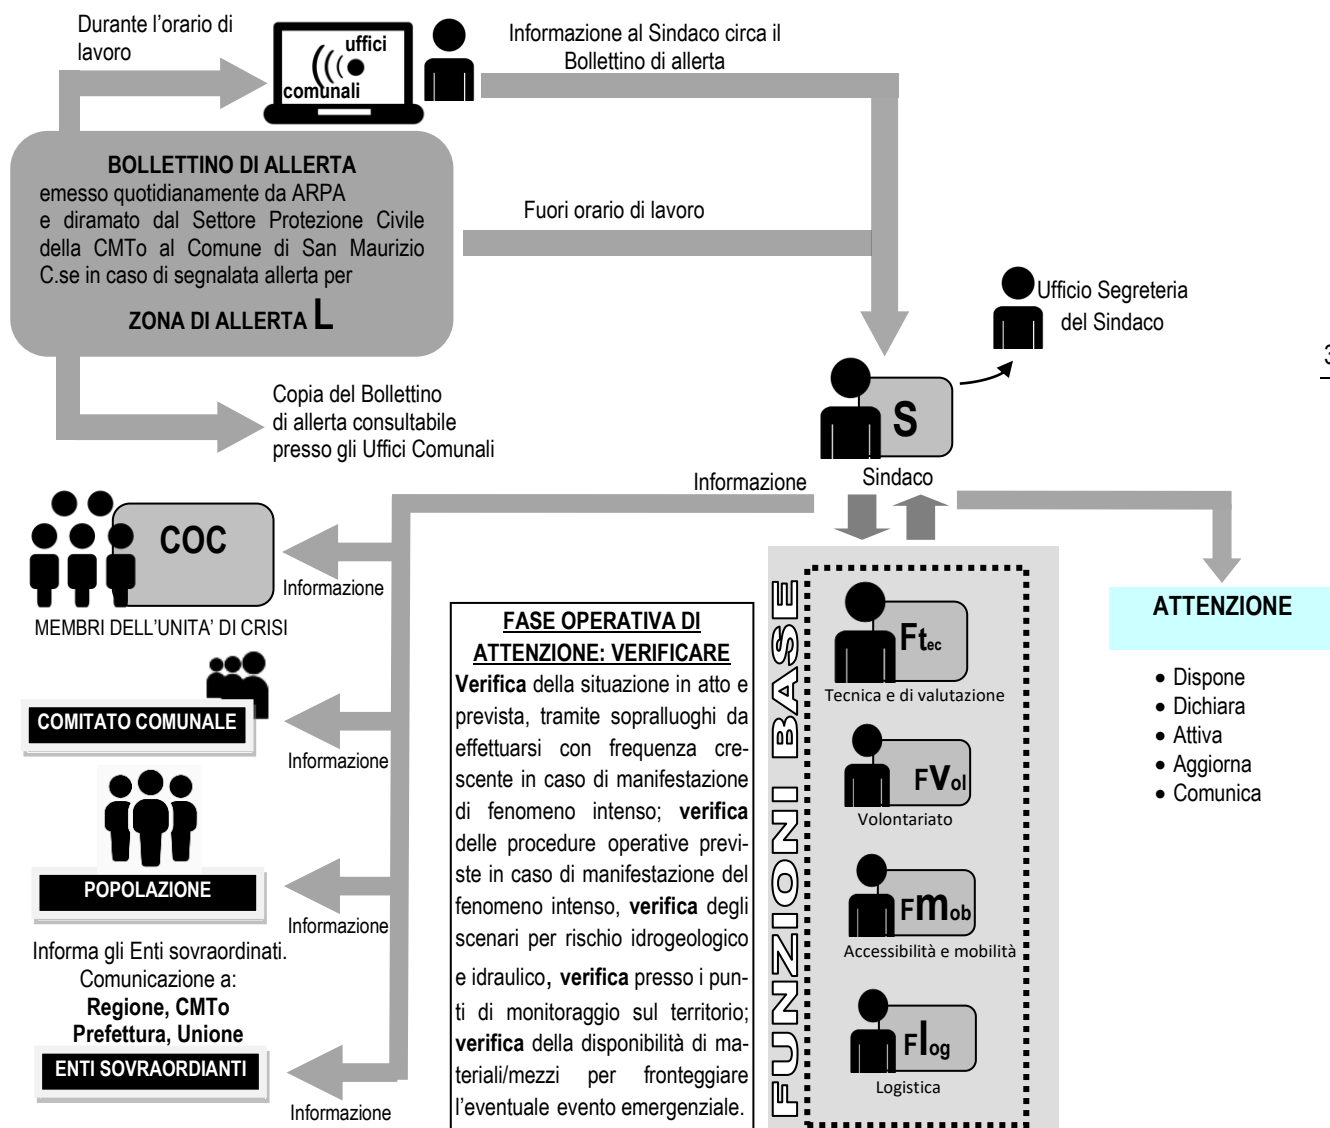 Durante l'orario di
lavoro
uffici
comunali
Informazione al Sindaco circa il
Bollettino di allerta
BOLLETTINO DI ALLERTA
emesso quotidianamente da ARPA
e diramato dal Settore Protezione Civile
della CMTo al Comune di San Maurizio
C.se in caso di segnalata allerta per
ZONA DI ALLERTA L
Fuori orario di lavoro
Ufficio Segreteria
del Sindaco
3
Copia del Bollettino
di allerta consultabile
presso gli Uffici Comunali
S
Sindaco
Informazione
COC
Informazione
MEMBRI DELL'UNITA' DI CRISI
COMITATO COMUNALE
Informazione
POPOLAZIONE
Informazione
Informa gli Enti sovraordinati.
Comunicazione a:
Regione, CMTo
Prefettura, Unione
ENTI SOVRAORDIANTI
Informazione
FASE OPERATIVA DI
ATTENZIONE: VERIFICARE
Verifica della situazione in atto e
prevista, tramite sopralluoghi da
effettuarsi con frequenza cre-
scente in caso di manifestazione
di fenomeno intenso; verifica
delle procedure operative previ-
ste in caso di manifestazione del
fenomeno intenso, verifica degli
scenari per rischio idrogeologico
e idraulico, verifica presso i pun-
ti di monitoraggio sul territorio;
verifica della disponibilità di ma-
teriali/mezzi per fronteggiare
l'eventuale evento emergenziale.
FUNZIONI BASE
Ftec
Tecnica e di valutazione
FVol
Volontariato
Fmob
Accessibilità e mobilità
Flog
Logistica
ATTENZIONE
• Dispone
• Dichiara
• Attiva
• Aggiorna
• Comunica